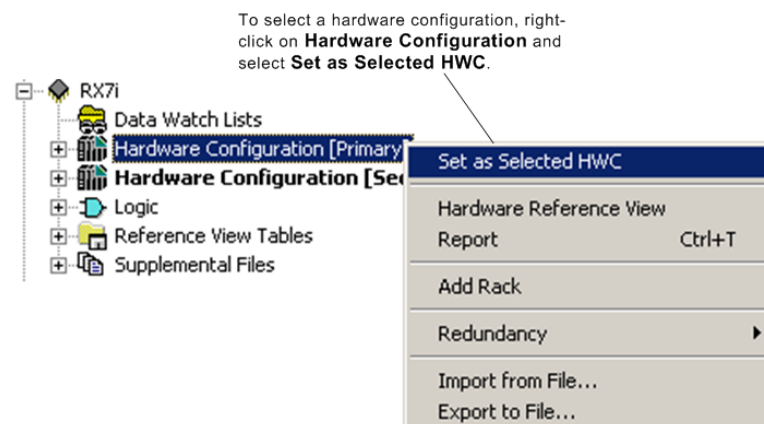 To select a hardware configuration, right-
click on Hardware Configuration and
select Set as Selected HWC.
RX7i
Data Watch Lists
Hardware Configuration [Primary
Hardware Configuration [Sec
Logic
Reference View Tables
Supplemental Files
Set as Selected HWC
Hardware Reference View
Report Ctrl+T
Add Rack
Redundancy
Import from File...
Export to File...